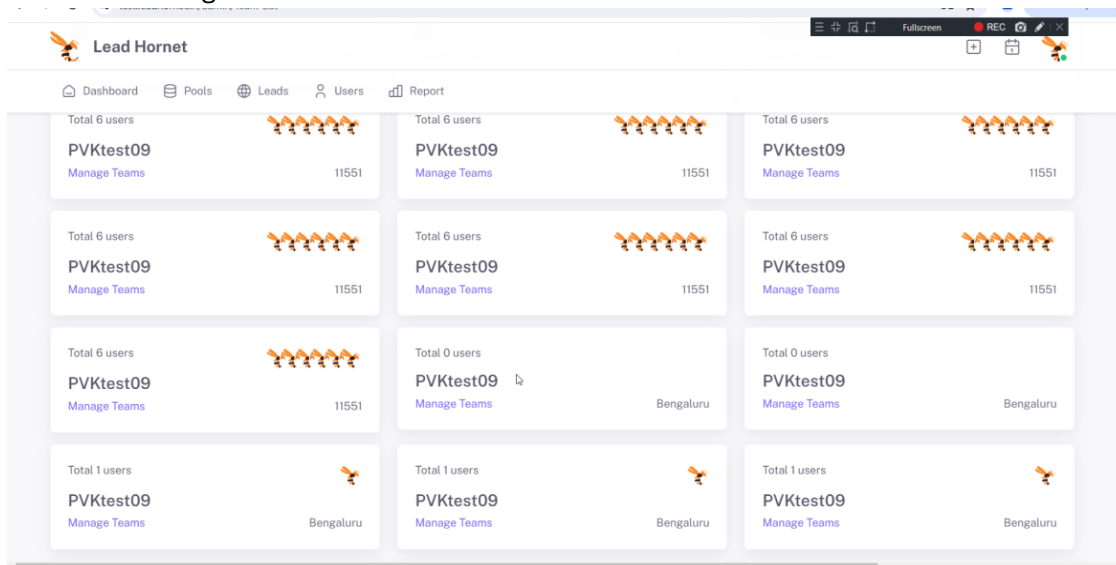 Fullscreen REC
Lead Hornet
Dashboard Pools Leads Users Report
Total 6 users Total 6 users Total 6 users
PVKtest09 PVKtest09 PVKtest09
Manage Teams 11551 Manage Teams 11551 Manage Teams 11551
Total 6 users Total 6 users Total 6 users
PVKtest09 PVKtest09 PVKtest09
Manage Teams 11551 Manage Teams 11551 Manage Teams 11551
Total 6 users Total 0 users Total 0 users
PVKtest09 PVKtest09 PVKtest09
Manage Teams 11551 Manage Teams Bengaluru Manage Teams Bengaluru
Total 1 users Total 1 users Total 1 users
PVKtest09 PVKtest09 PVKtest09
Manage Teams Bengaluru Manage Teams Bengaluru Manage Teams Bengaluru